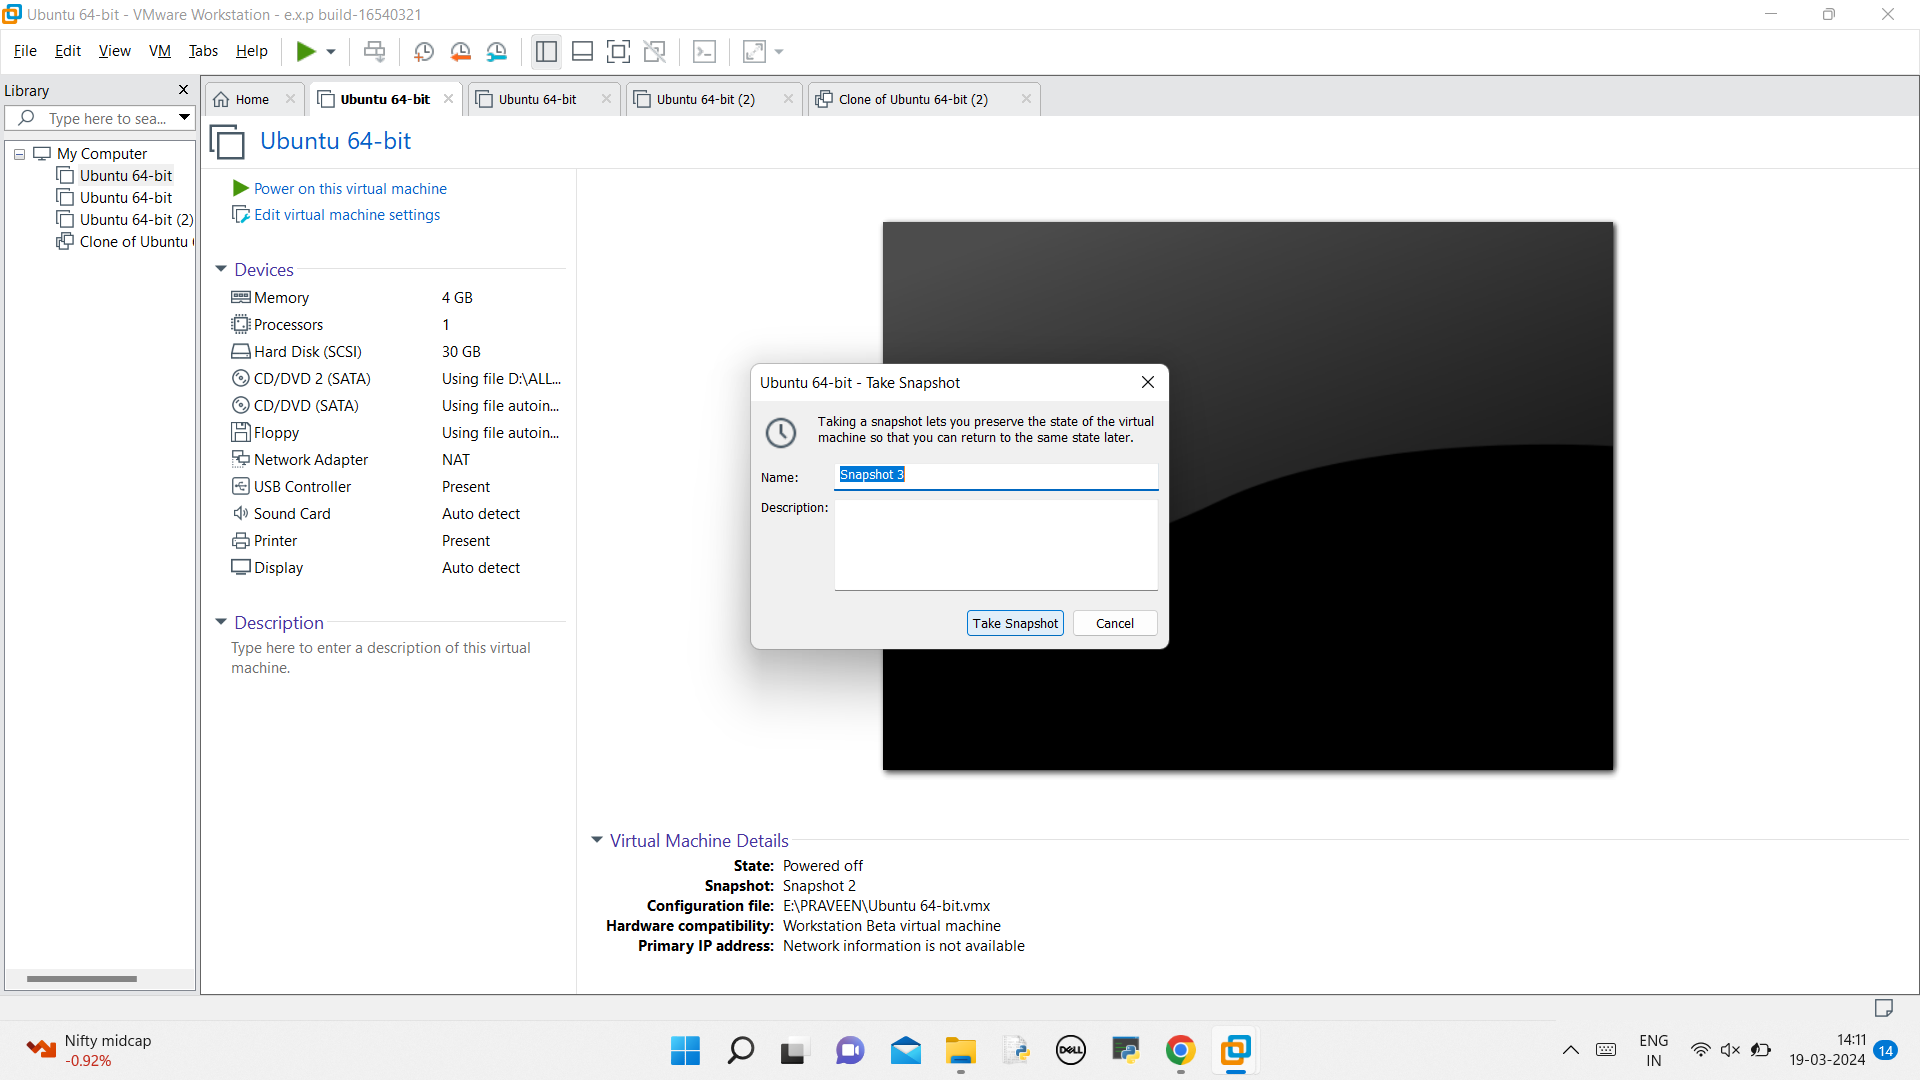 Ubuntu 64-bit - VMware Workstation - e.x.p build-16540321
File Edit View VM Tabs Help
Library
Type here to sea...
My Computer
Ubuntu 64-bit
Ubuntu 64-bit
Ubuntu 64-bit (2)
Clone of Ubuntu
Home
Ubuntu 64-bit
Ubuntu 64-bit
Ubuntu 64-bit (2)
Clone of Ubuntu 64-bit (2)
Ubuntu 64-bit
Power on this virtual machine
Edit virtual machine settings
Devices
Memory 4 GB
Processors 1
Hard Disk (SCSI) 30 GB
CD/DVD 2 (SATA) Using file D:\ALL...
CD/DVD (SATA) Using file autoin...
Floppy Using file autoin...
Network Adapter NAT
USB Controller Present
Sound Card Auto detect
Printer Present
Display Auto detect
Description
Type here to enter a description of this virtual
machine.
Ubuntu 64-bit - Take Snapshot
Taking a snapshot lets you preserve the state of the virtual
machine so that you can return to the same state later.
Name: Snapshot 3
Description:
Take Snapshot Cancel
Virtual Machine Details
State: Powered off
Snapshot: Snapshot 2
Configuration file: E:\PRAVEEN\Ubuntu 64-bit.vmx
Hardware compatibility: Workstation Beta virtual machine
Primary IP address: Network information is not available
Nifty midcap
-0.92%
DELL
ENG
IN
14:11
19-03-2024
14